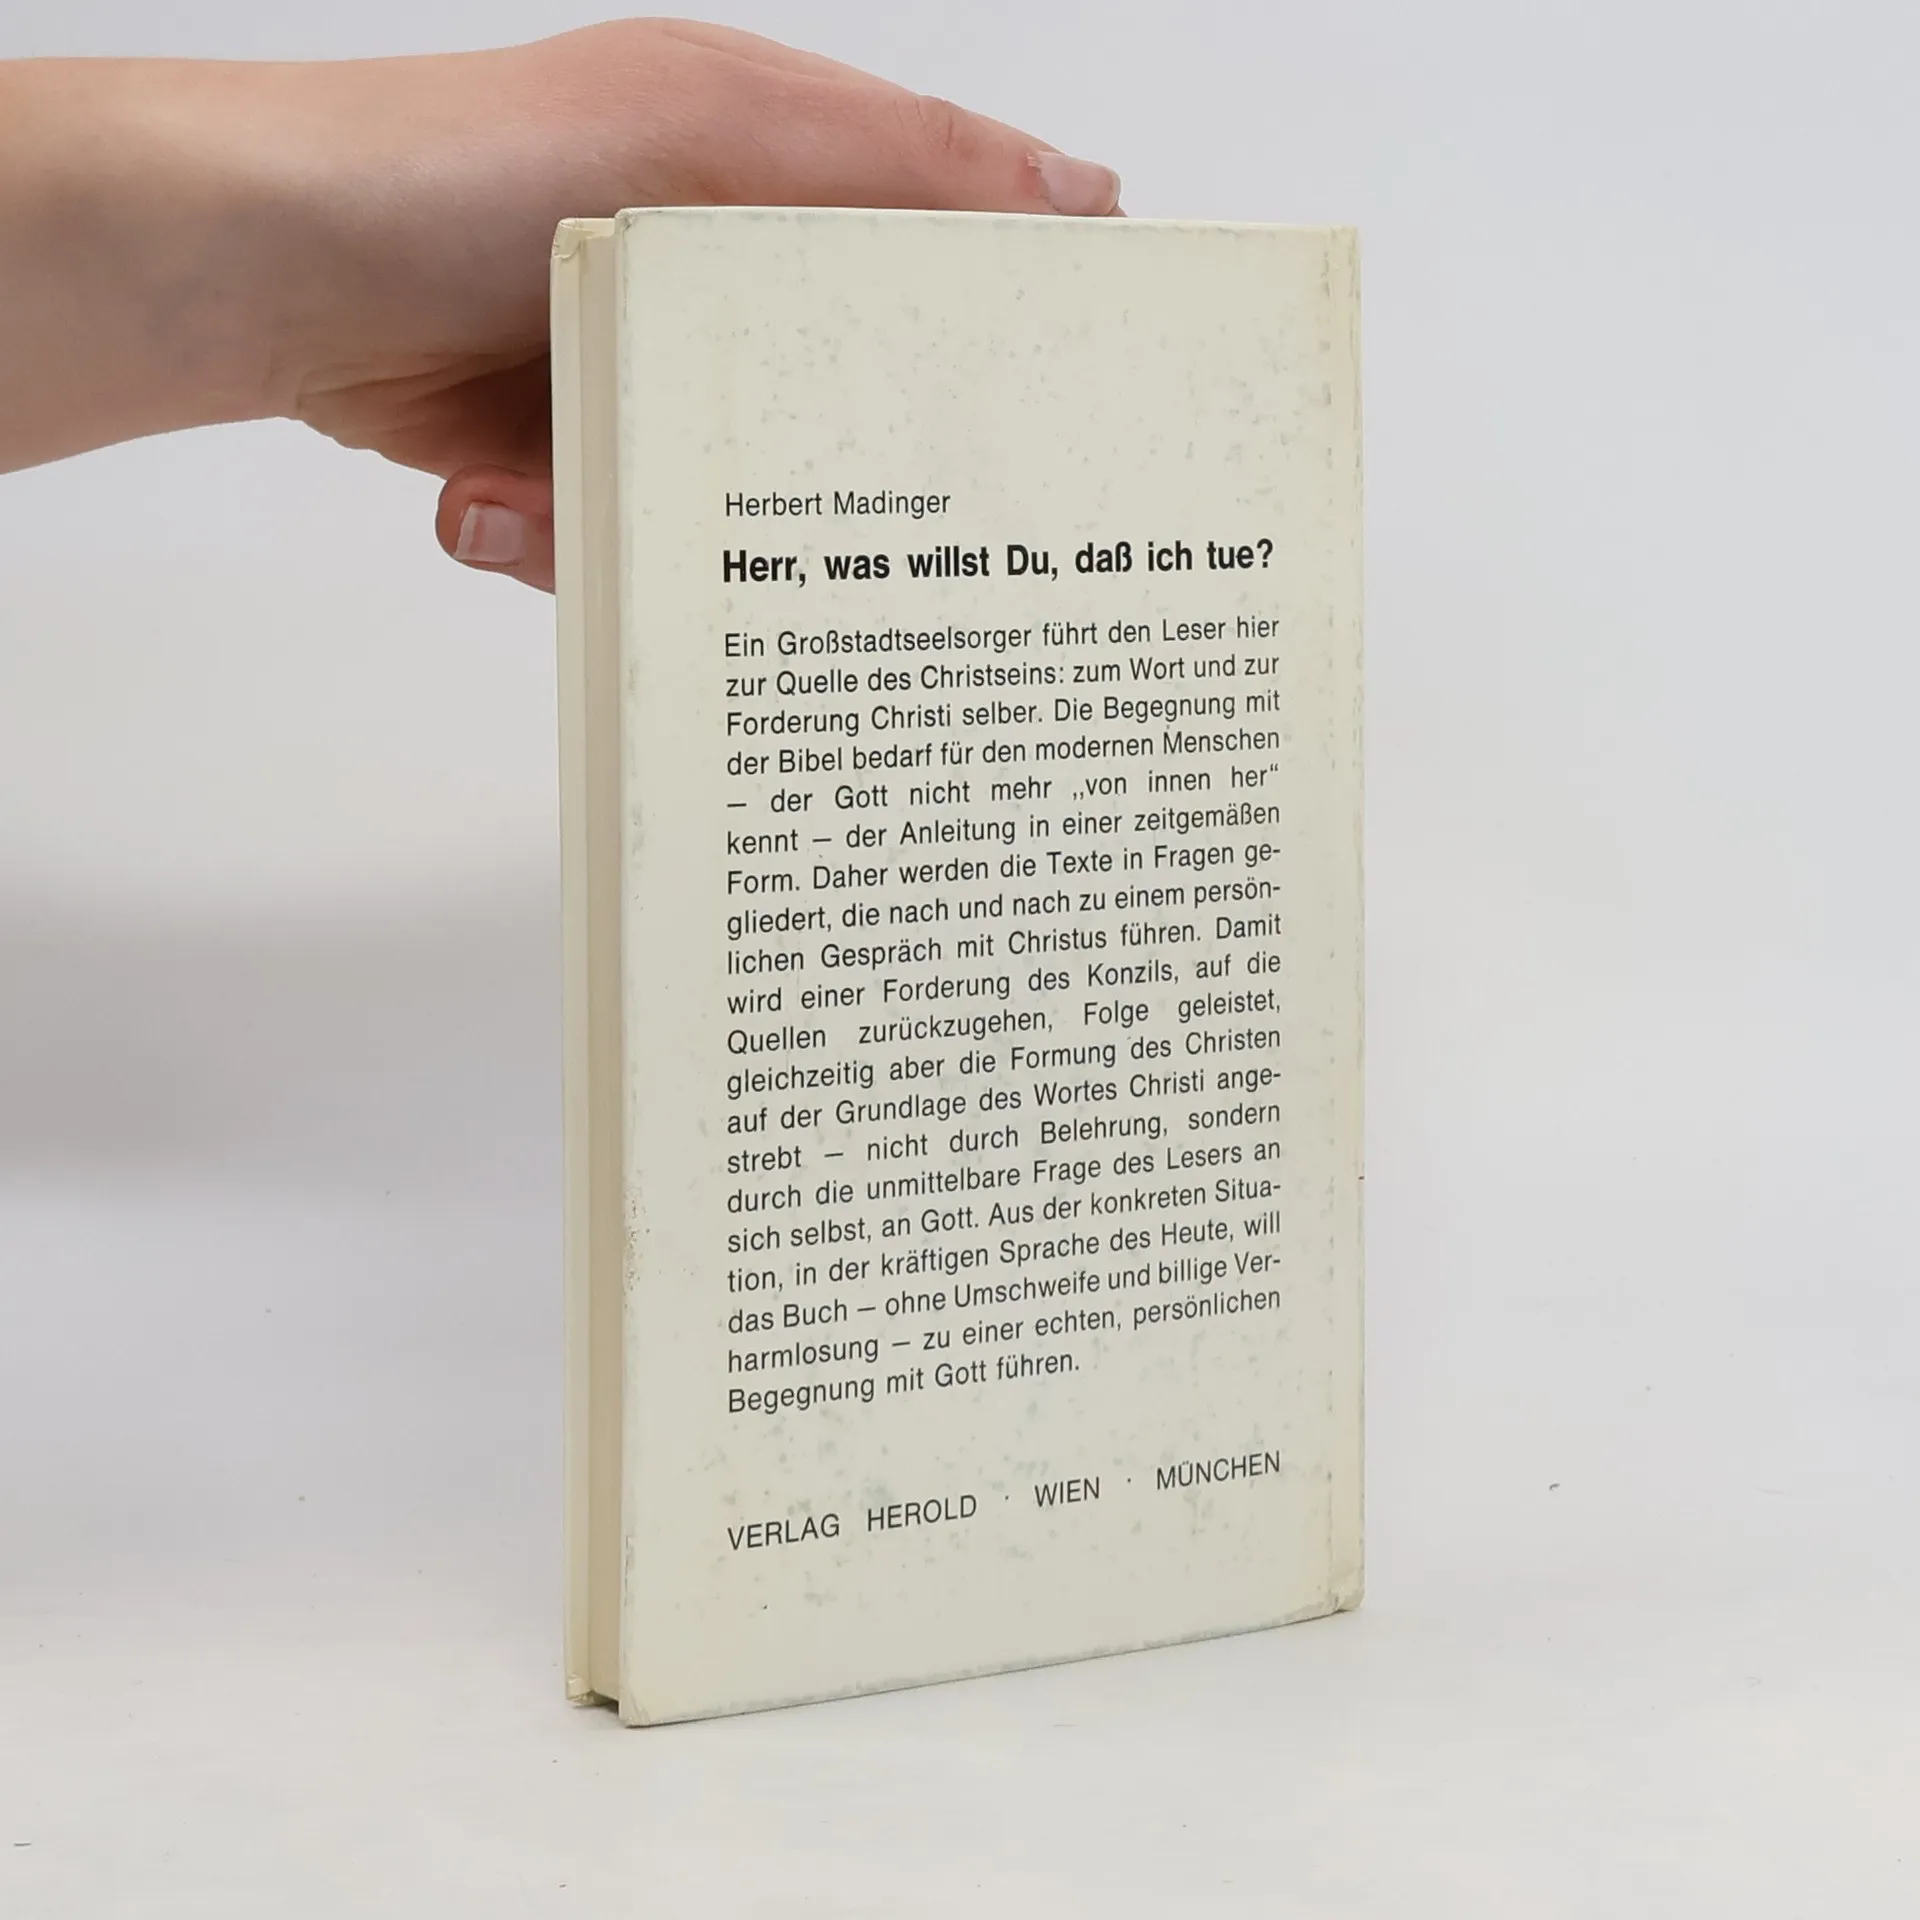 Herbert Madinger
Herr, was willst Du, daß ich tue?
Ein Großstadtseelsorger führt den Leser hier
zur Quelle des Christseins: zum Wort und zur
Forderung Christi selber. Die Begegnung mit
der Bibel bedarf für den modernen Menschen
— der Gott nicht mehr „von innen her“
kennt — der Anleitung in einer zeitgemäßen
Form. Daher werden die Texte in Fragen ge-
gliedert, die nach und nach zu einem persön-
lichen Gespräch mit Christus führen. Damit
wird einer Forderung des Konzils, auf die
Quellen zurückzugehen, Folge geleistet,
gleichzeitig aber die Formung des Christen
auf der Grundlage des Wortes Christi ange-
strebt — nicht durch Belehrung, sondern
durch die unmittelbare Frage des Lesers an
sich selbst, an Gott. Aus der konkreten Situa-
tion, in der kräftigen Sprache des Heute, will
das Buch — ohne Umschweife und billige Ver-
harmlosung — zu einer echten, persönlichen
Begegnung mit Gott führen.
VERLAG HEROLD · WIEN · MÜNCHEN